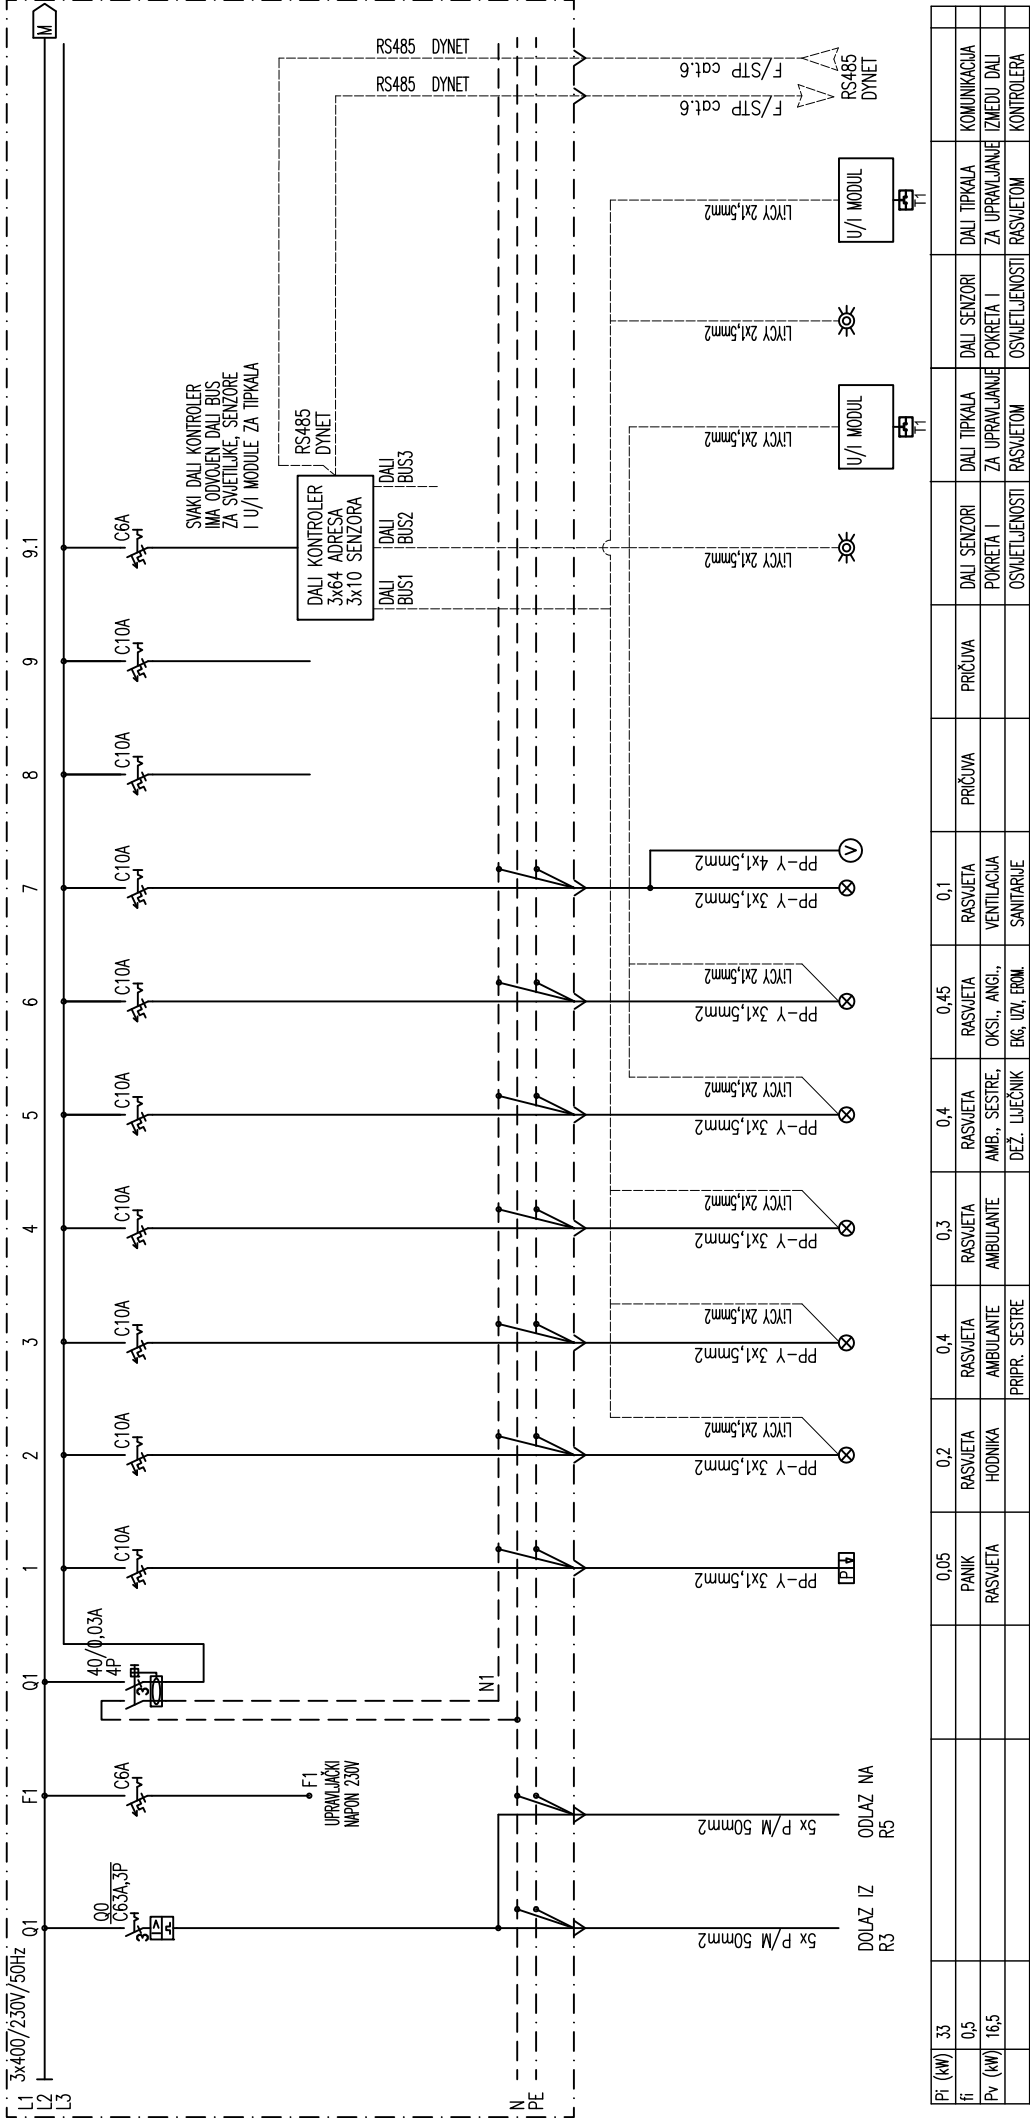 3x400/230V/50Hz
L1
L2
L3
N
PE
M
Q1
F1
Q1
1
2
3
4
5
6
7
8
9
9.1
Q0
C63A,3P
3
I>
C6A
40/0,03A
4P
3
C10A
C10A
C10A
C10A
C10A
C10A
C10A
C10A
C10A
C6A
F1
UPRAVLJAČKI
NAPON 230V
N1
SVAKI DALI KONTROLER
IMA ODVOJEN DALI BUS
ZA SVJETILJKE, SENZORE
I U/I MODULE ZA TIPKALA
DALI KONTROLER
3x64 ADRESA
3x10 SENZORA
RS485
DYNET
DALI
BUS1
DALI
BUS2
DALI
BUS3
RS485 DYNET
RS485 DYNET
5x P/M 50mm2
5x P/M 50mm2
PP-Y 3x1,5mm2
PP-Y 3x1,5mm2
LiYCY 2x1,5mm2
PP-Y 3x1,5mm2
LiYCY 2x1,5mm2
PP-Y 3x1,5mm2
LiYCY 2x1,5mm2
PP-Y 3x1,5mm2
LiYCY 2x1,5mm2
PP-Y 3x1,5mm2
LiYCY 2x1,5mm2
PP-Y 3x1,5mm2
PP-Y 4x1,5mm2
LiYCY 2x1,5mm2
LiYCY 2x1,5mm2
LiYCY 2x1,5mm2
LiYCY 2x1,5mm2
F/STP cat.6
F/STP cat.6
DOLAZ IZ
R3
ODLAZ NA
R5
V
U/I MODUL
T1
U/I MODUL
T1
RS485
DYNET
Pi (kW) 33 0,05 0,2 0,4 0,3 0,4 0,45 0,1
fi 0,5 PANIK RASVJETA RASVJETA RASVJETA RASVJETA RASVJETA RASVJETA PRIČUVA PRIČUVA DALI SENZORI DALI TIPKALA DALI SENZORI DALI TIPKALA KOMUNIKACIJA
Pv (kW) 16,5 RASVJETA HODNIKA AMBULANTE AMBULANTE AMB., SESTRE, OKSI., ANGI., VENTILACIJA POKRETA I ZA UPRAVLJANJE POKRETA I ZA UPRAVLJANJE IZMEĐU DALI
PRIPR. SESTRE DEŽ. LIJEČNIK EKG, UZV, EROM. SANITARIJE OSVIJETLJENOSTI RASVJETOM OSVIJETLJENOSTI RASVJETOM KONTROLERA